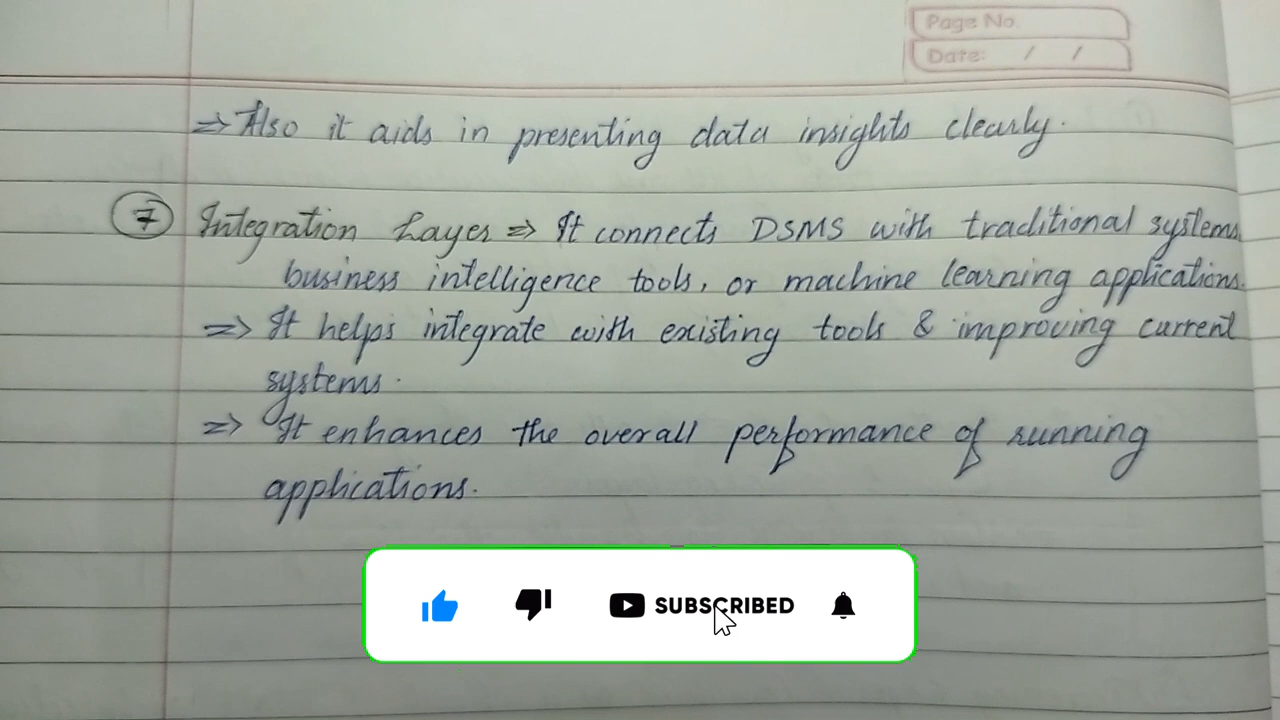 Page No.
Date: / /
⇒ Also it aids in presenting data insights clearly.
7 Integration Layer ⇒ It connects DSMS with traditional systems,
business intelligence tools, or machine learning applications.
⇒ It helps integrate with existing tools & improving current
systems.
⇒ It enhances the overall performance of running
applications.
SUBSCRIBED